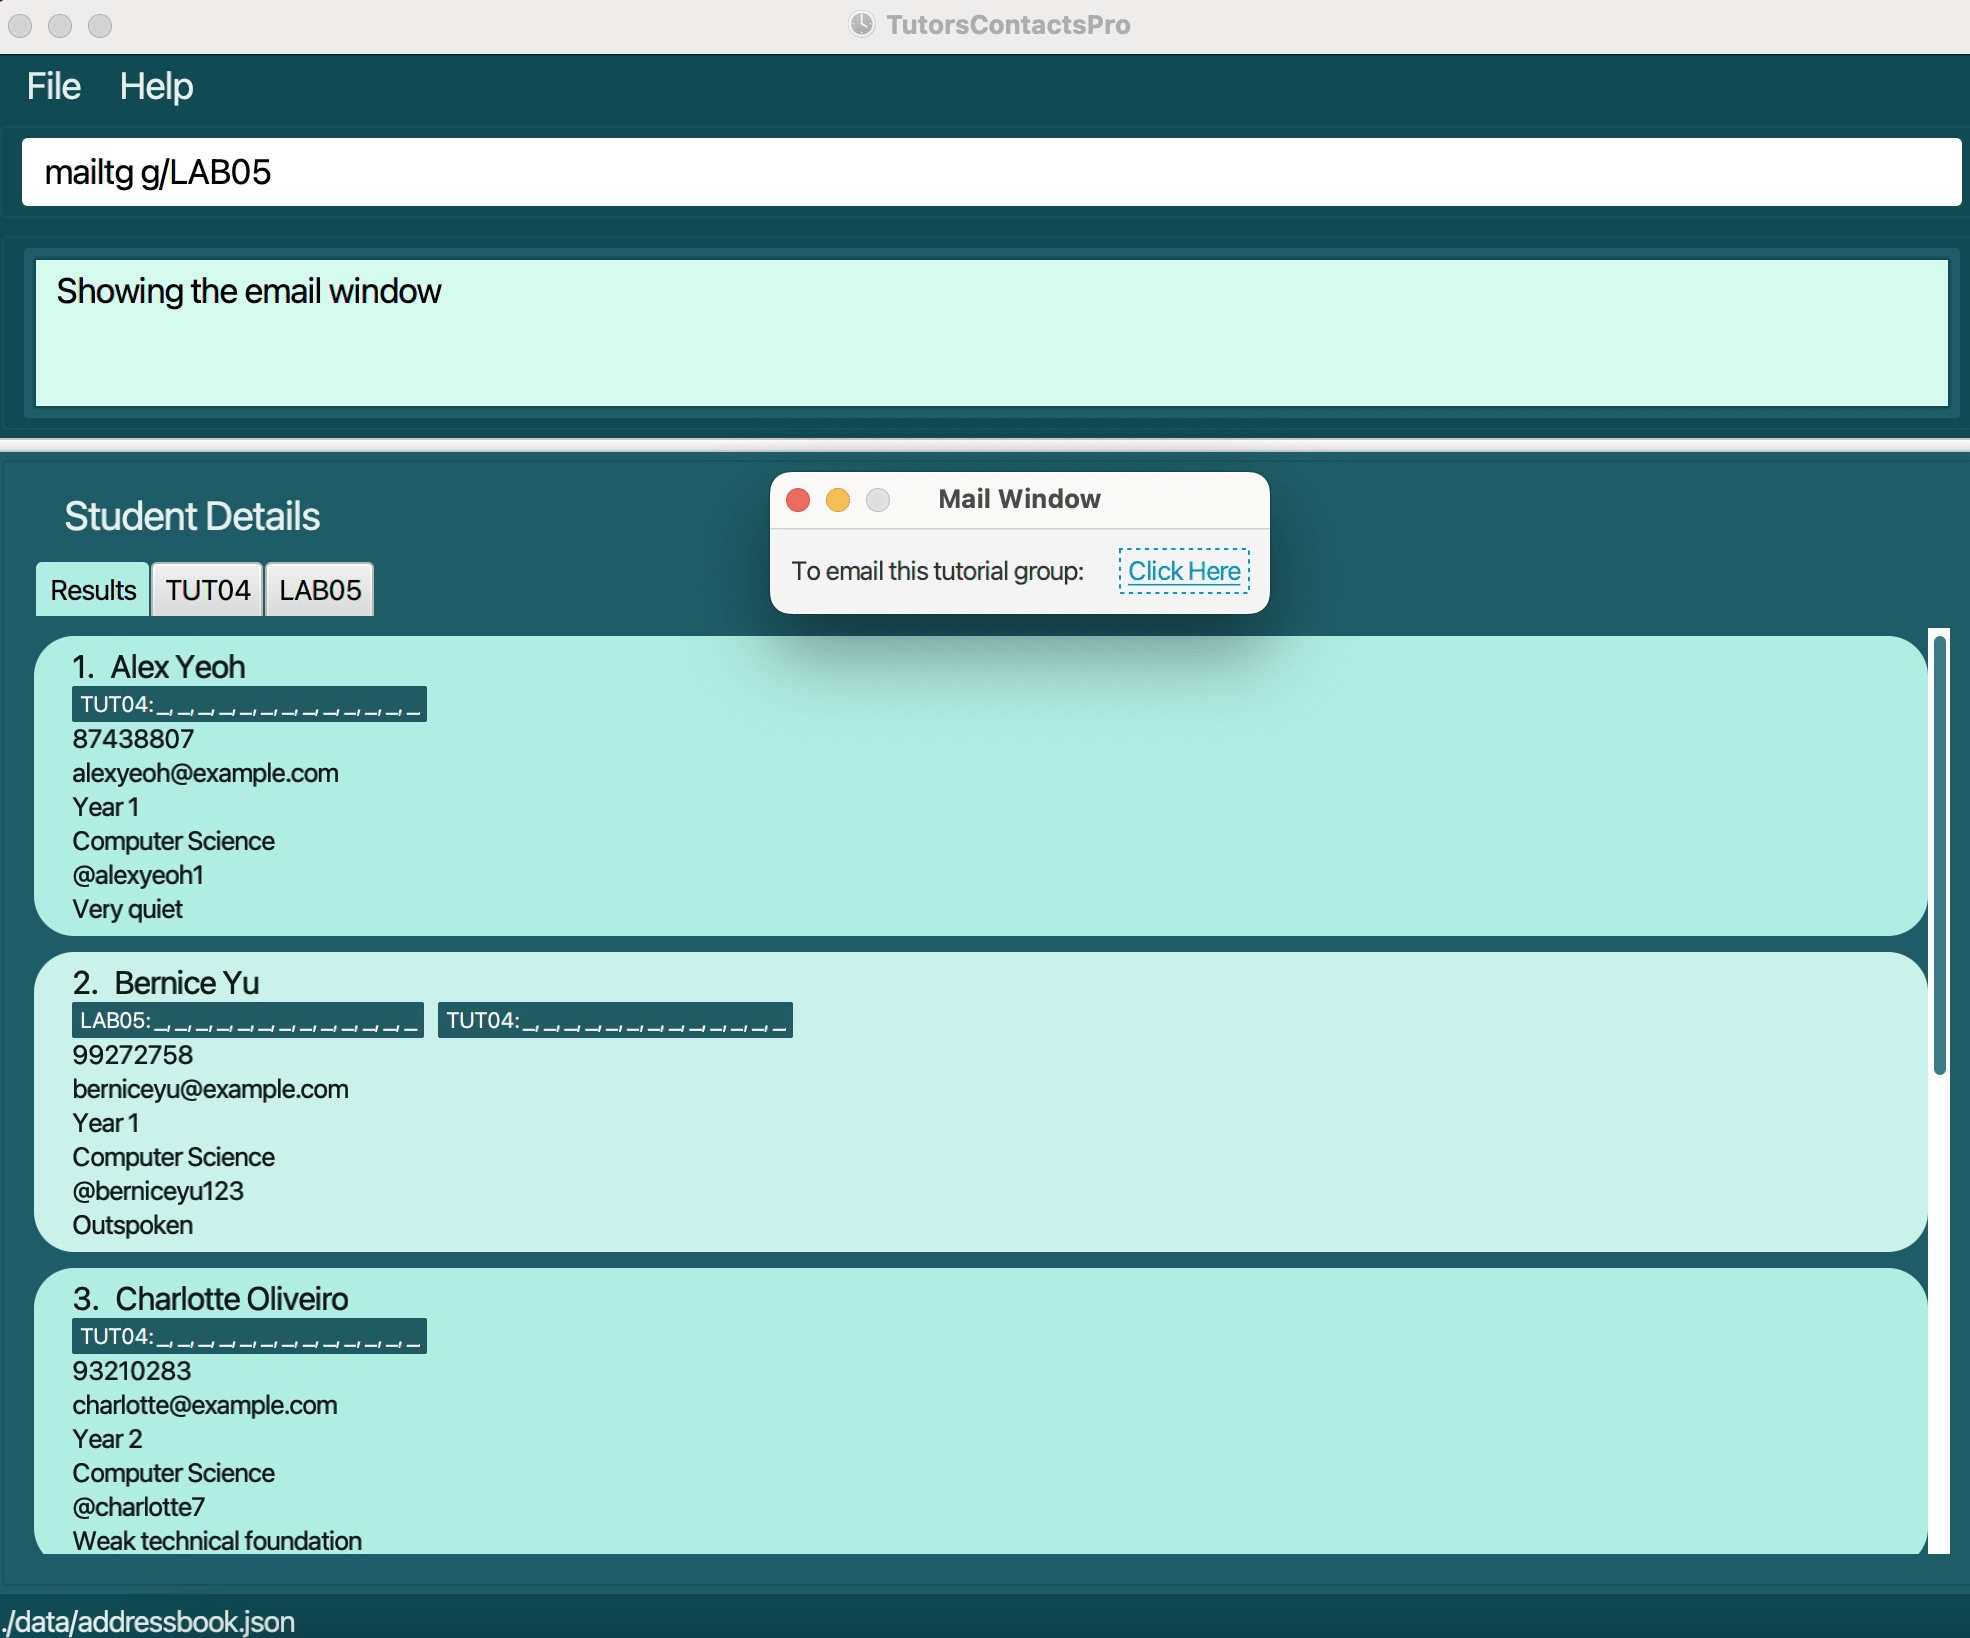 TutorsContactsPro
File Help
mailtg g/LAB05
Showing the email window
Student Details
Mail Window
To email this tutorial group: Click Here
Results TUT04 LAB05
1. Alex Yeoh
TUT04:_,_,_,_,_,_,_,_,_,_,_,_,_
87438807
alexyeoh@example.com
Year 1
Computer Science
@alexyeoh1
Very quiet
2. Bernice Yu
LAB05:_,_,_,_,_,_,_,_,_,_,_,_,_ TUT04:_,_,_,_,_,_,_,_,_,_,_,_,_
99272758
berniceyu@example.com
Year 1
Computer Science
@berniceyu123
Outspoken
3. Charlotte Oliveiro
TUT04:_,_,_,_,_,_,_,_,_,_,_,_,_
93210283
charlotte@example.com
Year 2
Computer Science
@charlotte7
Weak technical foundation
./data/addressbook.json